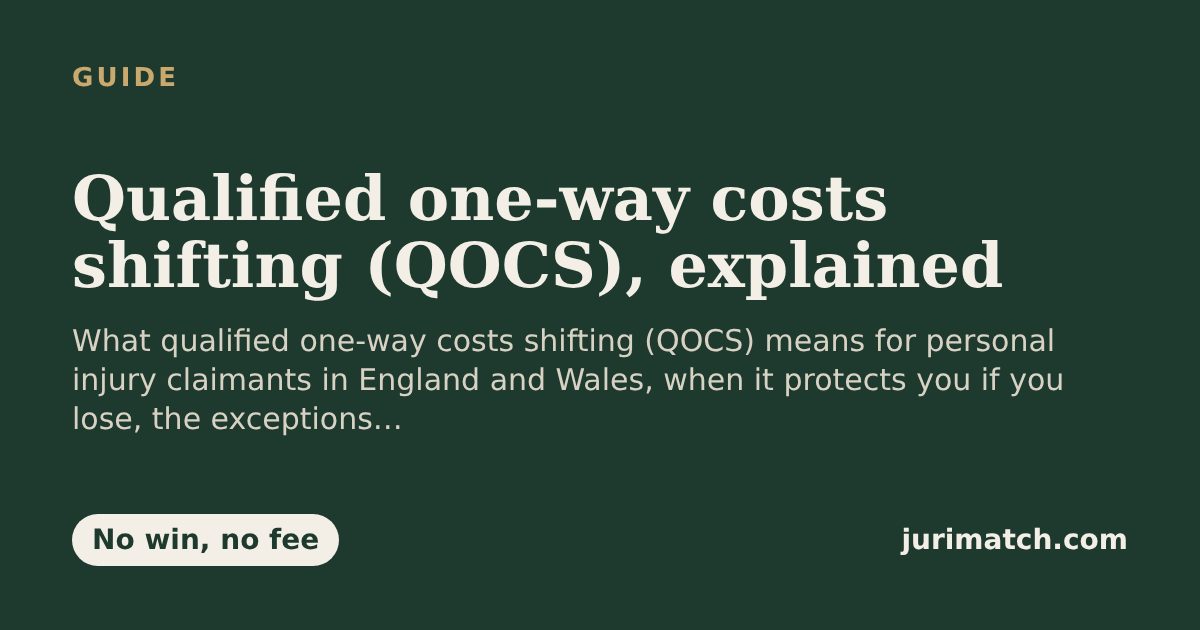 GUIDE
Qualified one-way costs
shifting (QOCS), explained
What qualified one-way costs shifting (QOCS) means for personal
injury claimants in England and Wales, when it protects you if you
lose, the exceptions…
No win, no fee
jurimatch.com